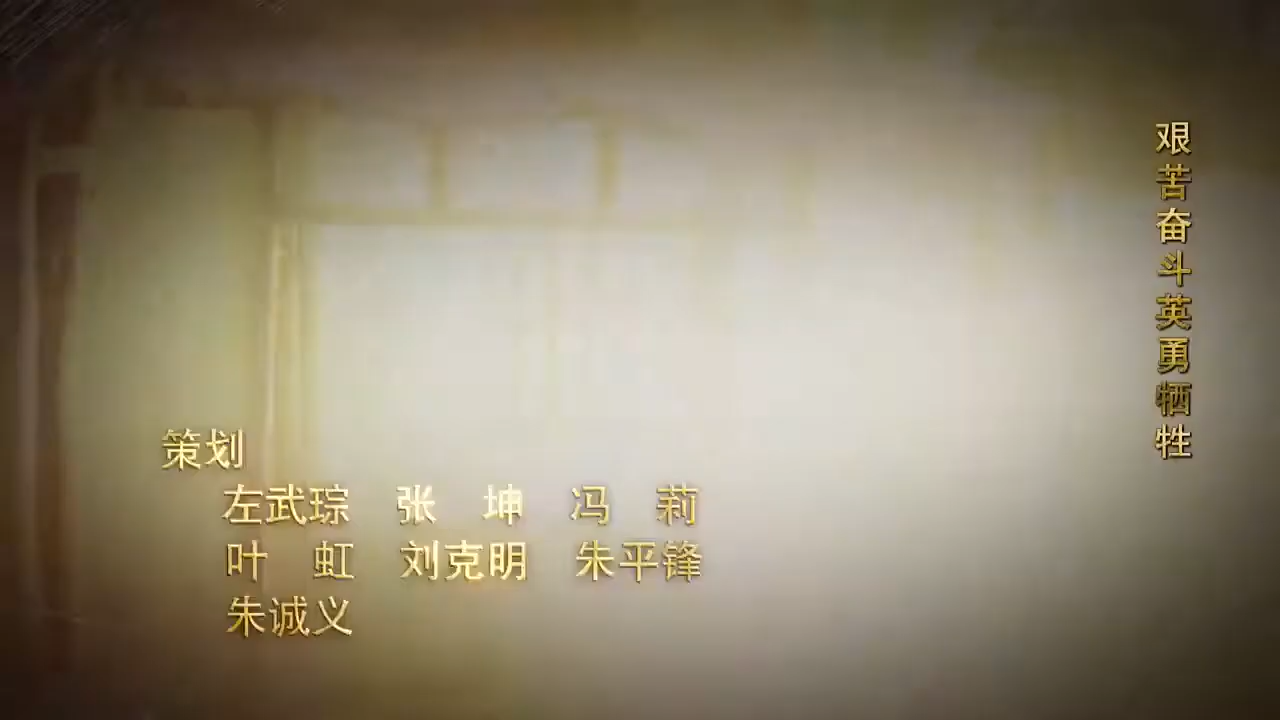 艰苦奋斗英勇牺牲
策划
左武琮 张坤 冯莉
叶虹 刘克明 朱平锋
朱诚义